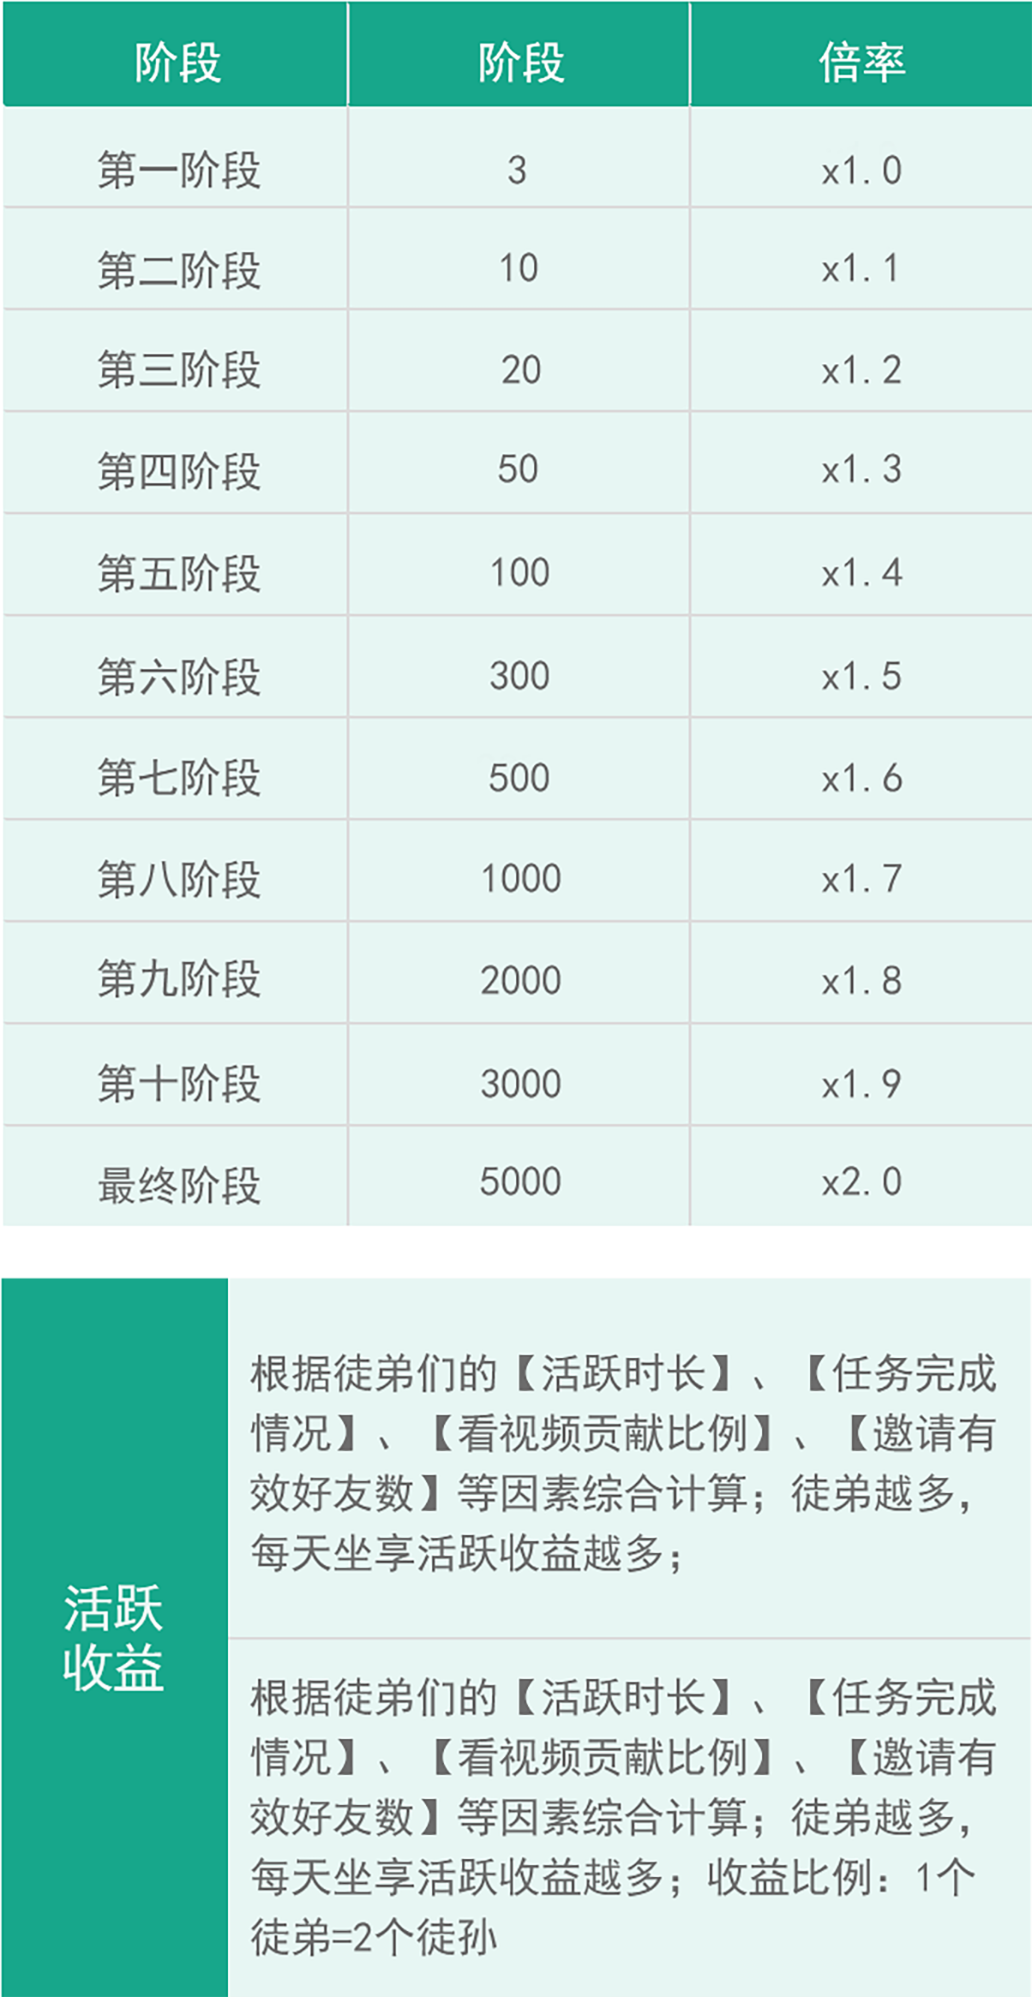 阶段 阶段 倍率
第一阶段 3 x1.0
第二阶段 10 x1.1
第三阶段 20 x1.2
第四阶段 50 x1.3
第五阶段 100 x1.4
第六阶段 300 x1.5
第七阶段 500 x1.6
第八阶段 1000 x1.7
第九阶段 2000 x1.8
第十阶段 3000 x1.9
最终阶段 5000 x2.0
活跃
收益
根据徒弟们的【活跃时长】、【任务完成
情况】、【看视频贡献比例】、【邀请有
效好友数】等因素综合计算；徒弟越多，
每天坐享活跃收益越多；
根据徒弟们的【活跃时长】、【任务完成
情况】、【看视频贡献比例】、【邀请有
效好友数】等因素综合计算；徒弟越多，
每天坐享活跃收益越多；收益比例：1个
徒弟=2个徒孙